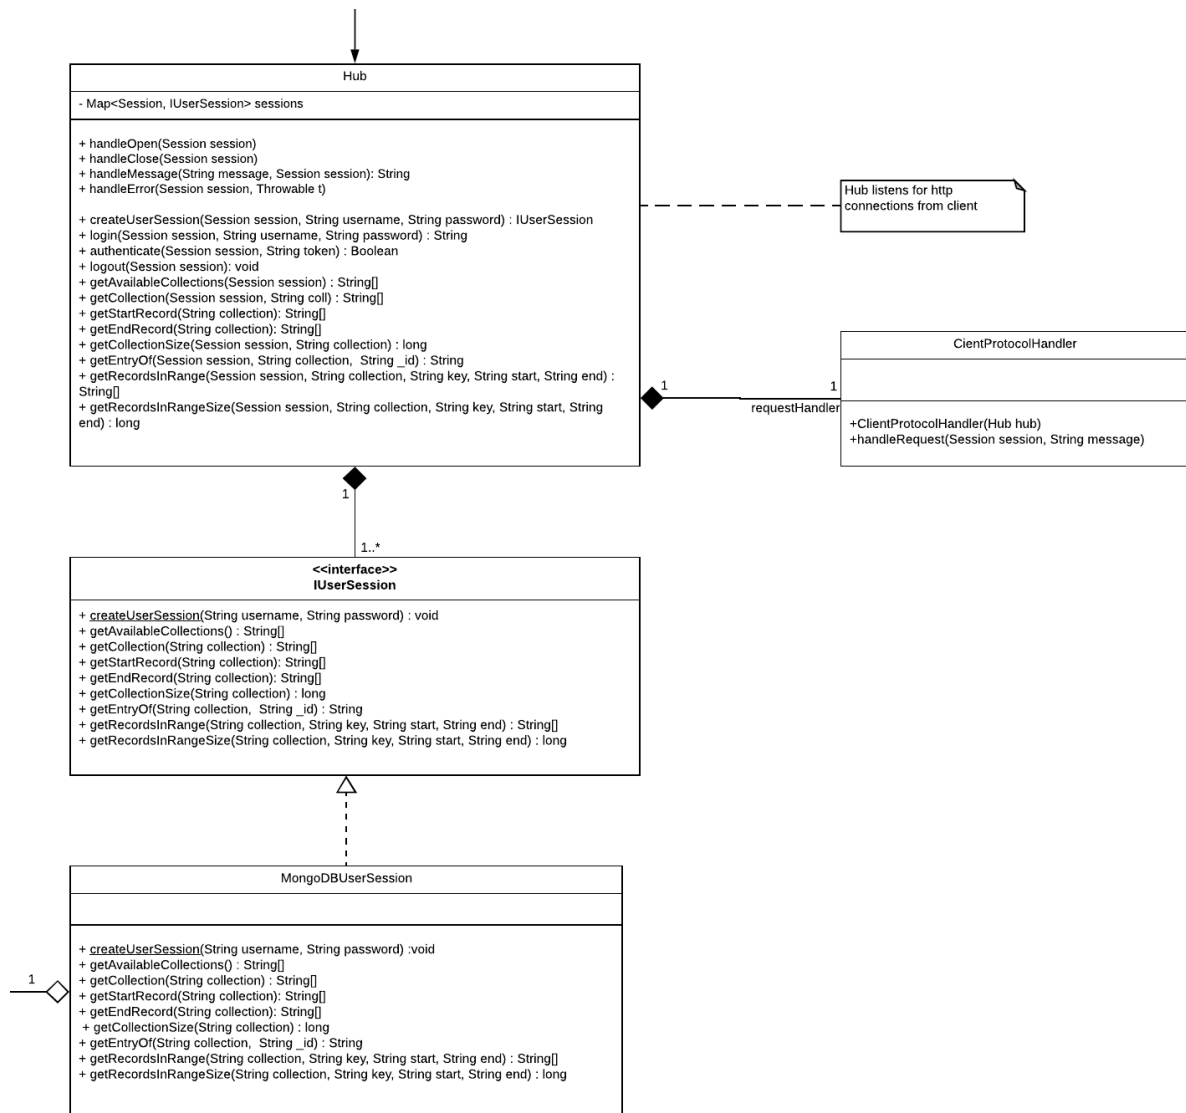 Hub
- Map<Session, IUserSession> sessions
+ handleOpen(Session session)
+ handleClose(Session session)
+ handleMessage(String message, Session session): String
+ handleError(Session session, Throwable t)
+ createUserSession(Session session, String username, String password) : IUserSession
+ login(Session session, String username, String password) : String
+ authenticate(Session session, String token) : Boolean
+ logout(Session session): void
+ getAvailableCollections(Session session) : String[]
+ getCollection(Session session, String coll) : String[]
+ getStartRecord(String collection): String[]
+ getEndRecord(String collection): String[]
+ getCollectionSize(Session session, String collection) : long
+ getEntryOf(Session session, String collection,  String _id) : String
+ getRecordsInRange(Session session, String collection, String key, String start, String end) :
String[]
+ getRecordsInRangeSize(Session session, String collection, String key, String start, String
end) : long
Hub listens for http
connections from client
CientProtocolHandler
+ClientProtocolHandler(Hub hub)
+handleRequest(Session session, String message)
1
1
requestHandler
1
1..*
<<interface>>
IUserSession
+ createUserSession(String username, String password) : void
+ getAvailableCollections() : String[]
+ getCollection(String collection) : String[]
+ getStartRecord(String collection): String[]
+ getEndRecord(String collection): String[]
+ getCollectionSize(String collection) : long
+ getEntryOf(String collection,  String _id) : String
+ getRecordsInRange(String collection, String key, String start, String end) : String[]
+ getRecordsInRangeSize(String collection, String key, String start, String end) : long
MongoDBUserSession
+ createUserSession(String username, String password) :void
+ getAvailableCollections() : String[]
+ getCollection(String collection) : String[]
+ getStartRecord(String collection): String[]
+ getEndRecord(String collection): String[]
+ getCollectionSize(String collection) : long
+ getEntryOf(String collection,  String _id) : String
+ getRecordsInRange(String collection, String key, String start, String end) : String[]
+ getRecordsInRangeSize(String collection, String key, String start, String end) : long
1